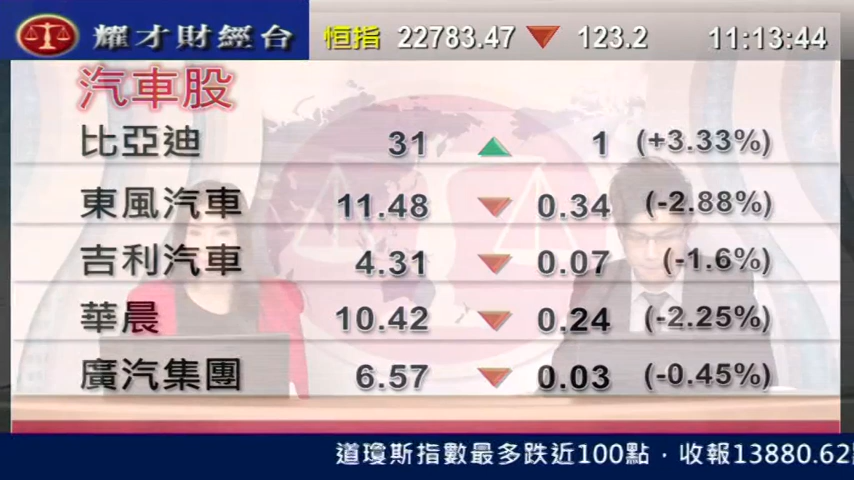 耀才財經台 恒指 22783.47 ▼ 123.2 11:13:44
汽車股
比亞迪 31 ▲ 1 (+3.33%)
東風汽車 11.48 ▼ 0.34 (-2.88%)
吉利汽車 4.31 ▼ 0.07 (-1.6%)
華晨 10.42 ▼ 0.24 (-2.25%)
廣汽集團 6.57 ▼ 0.03 (-0.45%)
道瓊斯指數最多跌近100點，收報13880.62